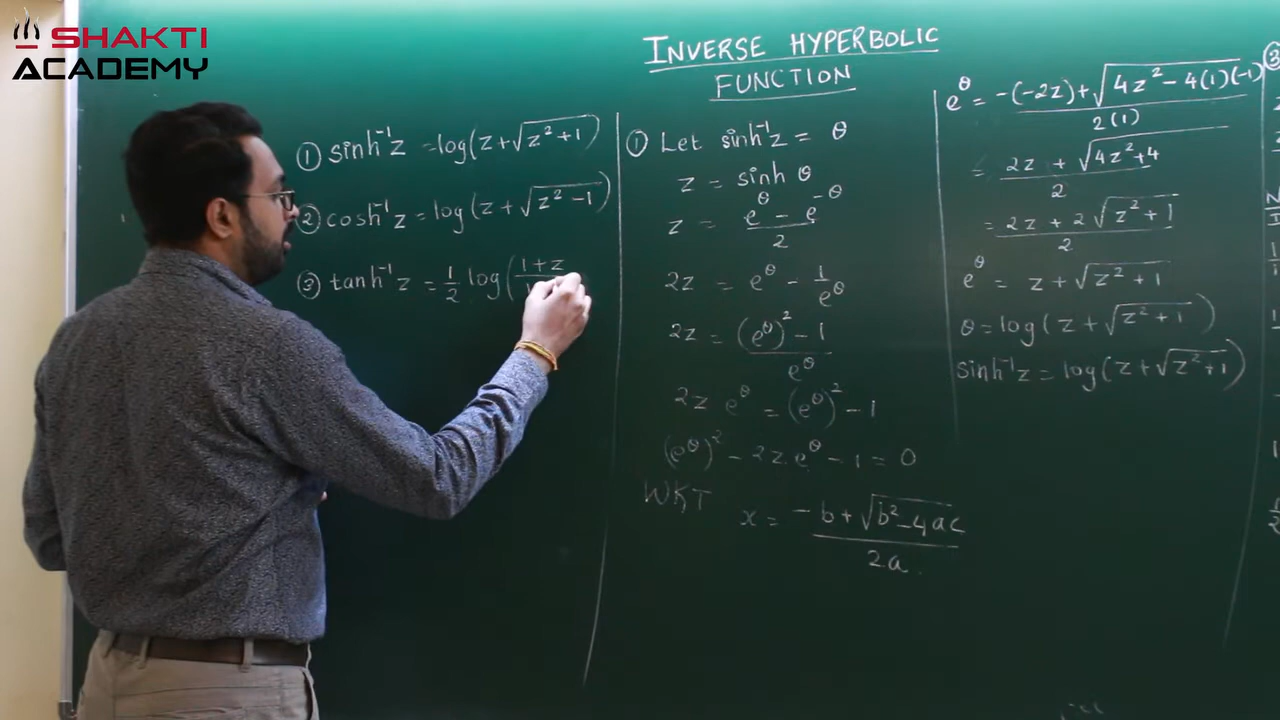 SHAKTI
ACADEMY
INVERSE HYPERBOLIC
FUNCTION
① sinh⁻¹z = log(z+√(z²+1))
② cosh⁻¹z = log(z+√(z²-1))
③ tanh⁻¹z = 1/2 log(1+z/1
① Let sinh⁻¹z = θ
z = sinh θ
z = (e^θ - e^-θ)/2
2z = e^θ - 1/e^θ
2z = ((e^θ)² - 1)/e^θ
2z e^θ = (e^θ)² - 1
(e^θ)² - 2z e^θ - 1 = 0
WKT x = (-b+√(b²-4ac))/2a
e^θ = (-(-2z)+√(4z²-4(1)(-1)))/2(1)
= (2z + √(4z²+4))/2
= (2z + 2√(z²+1))/2
e^θ = z+√(z²+1)
θ = log(z+√(z²+1))
sinh⁻¹z = log(z+√(z²+1))
③